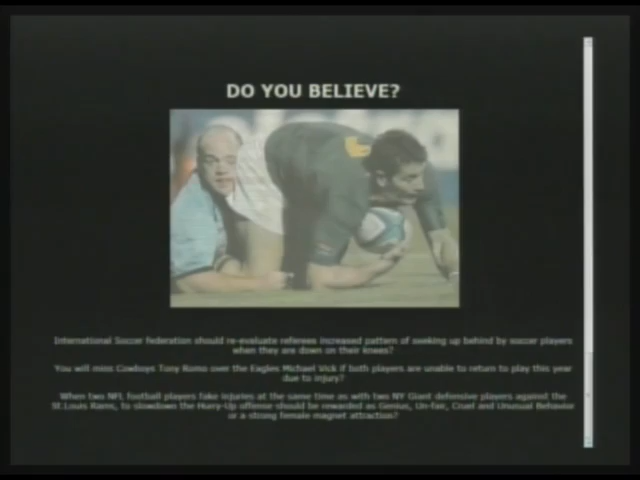 DO YOU BELIEVE?
International Soccer federation should re-evaluate referees increased pattern of seeking up behind by soccer players
when they are down on their knees?
You will miss Cowboys Tony Romo over the Eagles Michael Vick if both players are unable to return to play this year
due to injury?
When two NFL football players fake injuries at the same time as with two NY Giant defensive players against the
St.Louis Rams, to slowdown the Hurry-Up offense should be rewarded as Genius, Un-fair, Cruel and Unusual Behavior
or a strong female magnet attraction?